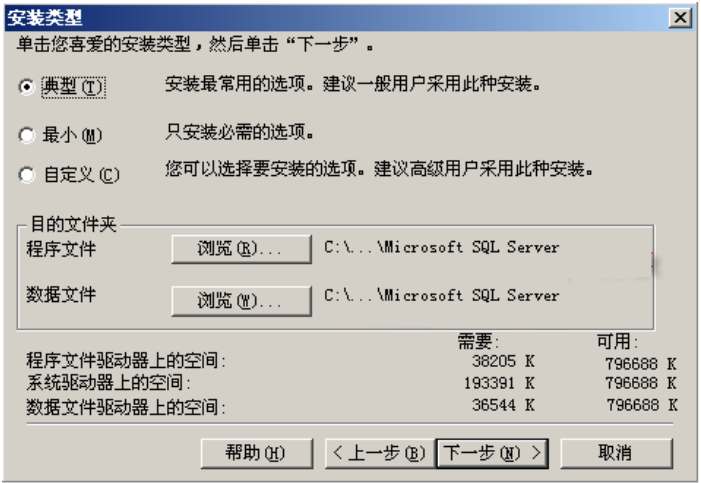 安装类型
单击您喜爱的安装类型，然后单击“下一步”。
典型(T) 安装最常用的选项。建议一般用户采用此种安装。
最小(M) 只安装必需的选项。
自定义(C) 您可以选择要安装的选项。建议高级用户采用此种安装。
目的文件夹
程序文件 浏览(R)... C:\...\Microsoft SQL Server
数据文件 浏览(W)... C:\...\Microsoft SQL Server
需要: 可用:
程序文件驱动器上的空间: 38205 K 796688 K
系统驱动器上的空间: 193391 K 796688 K
数据文件驱动器上的空间: 36544 K 796688 K
帮助(H) < 上一步(B) 下一步(N) > 取消